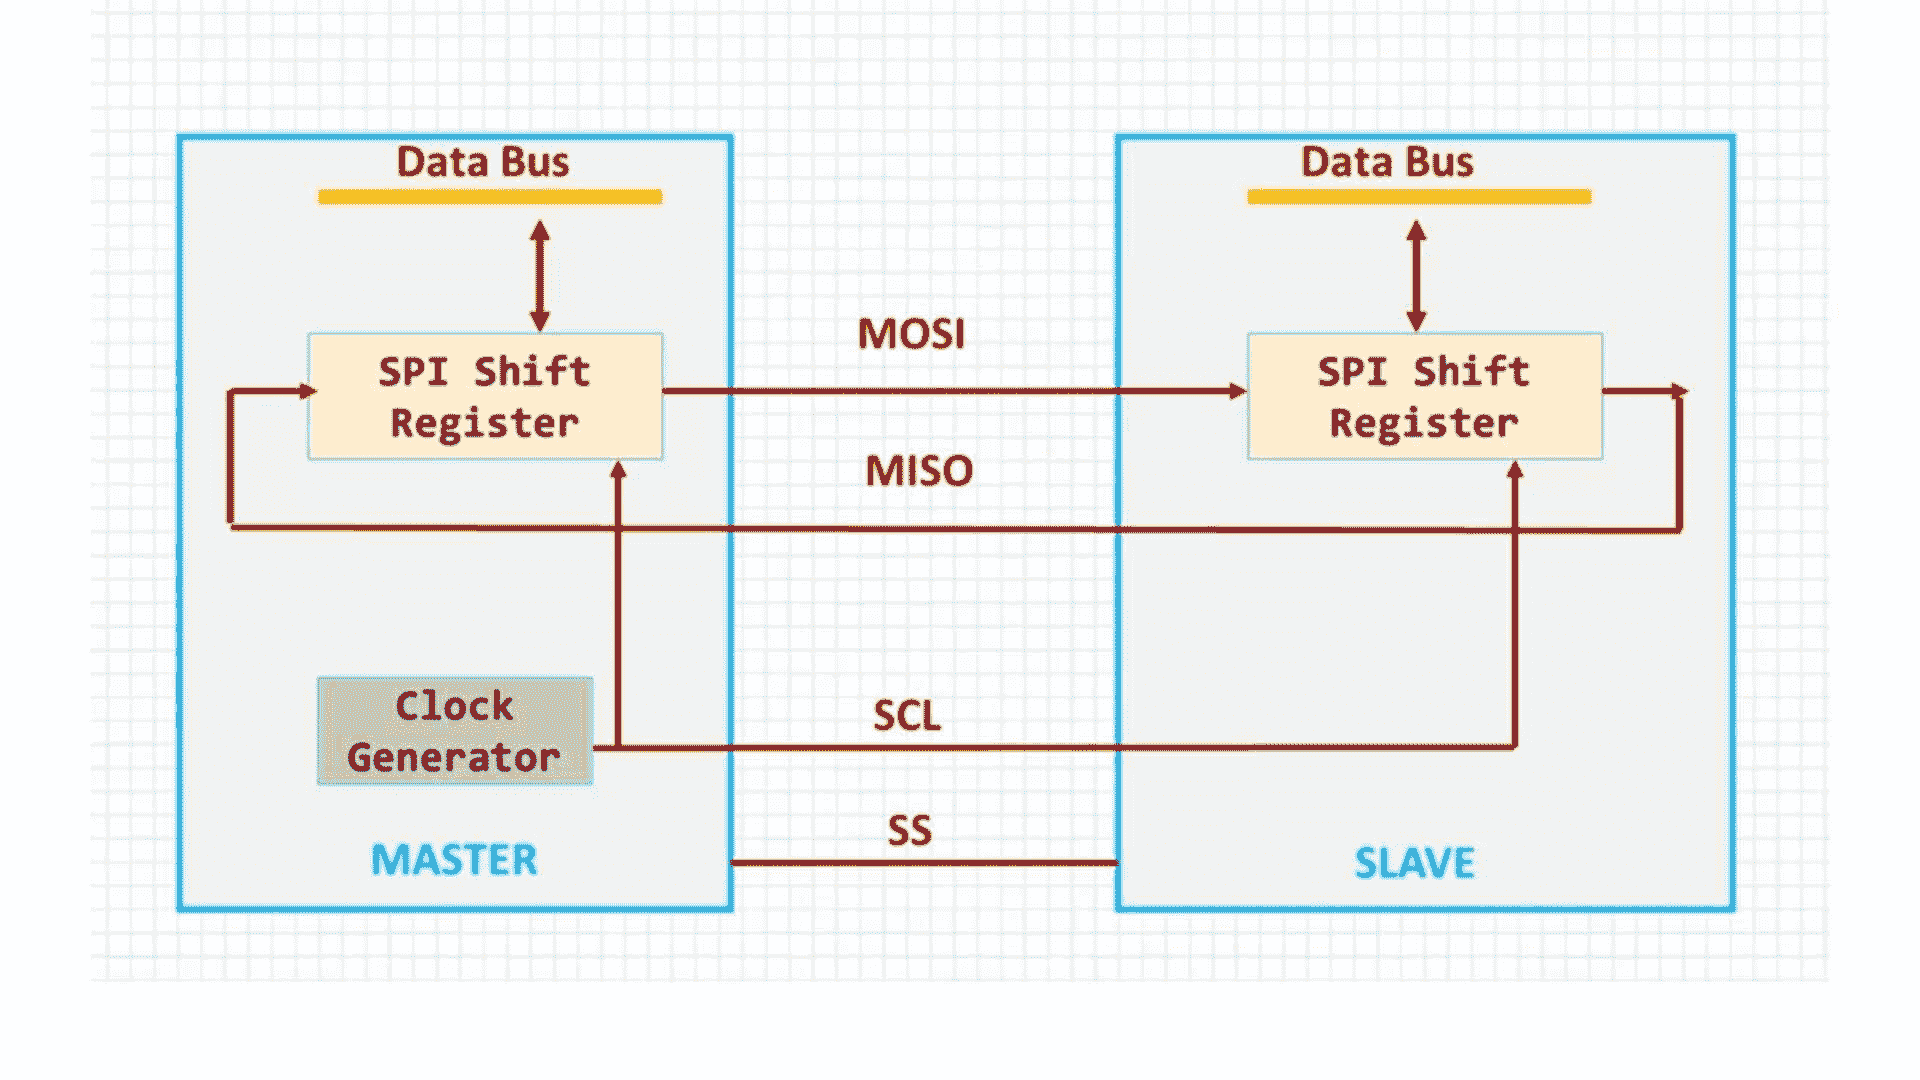 Data Bus
Data Bus
MOSI
SPI Shift
Register
SPI Shift
Register
MISO
Clock
Generator
SCL
SS
MASTER
SLAVE